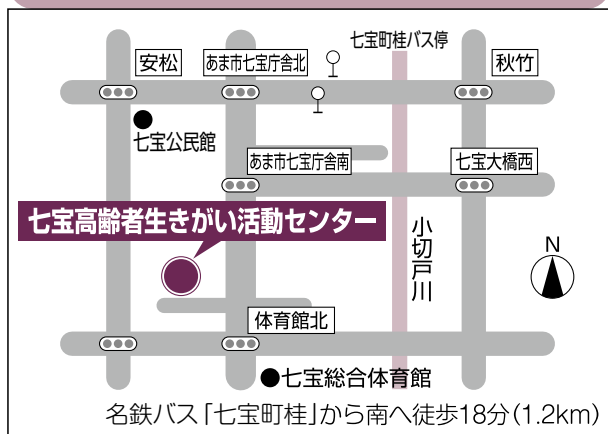 七宝町桂バス停
安松
あま市七宝庁舎北
秋竹
七宝公民館
あま市七宝庁舎南
七宝大橋西
七宝高齢者生きがい活動センター
小切戸川
N
体育館北
七宝総合体育館
名鉄バス「七宝町桂」から南へ徒歩18分(1.2km)